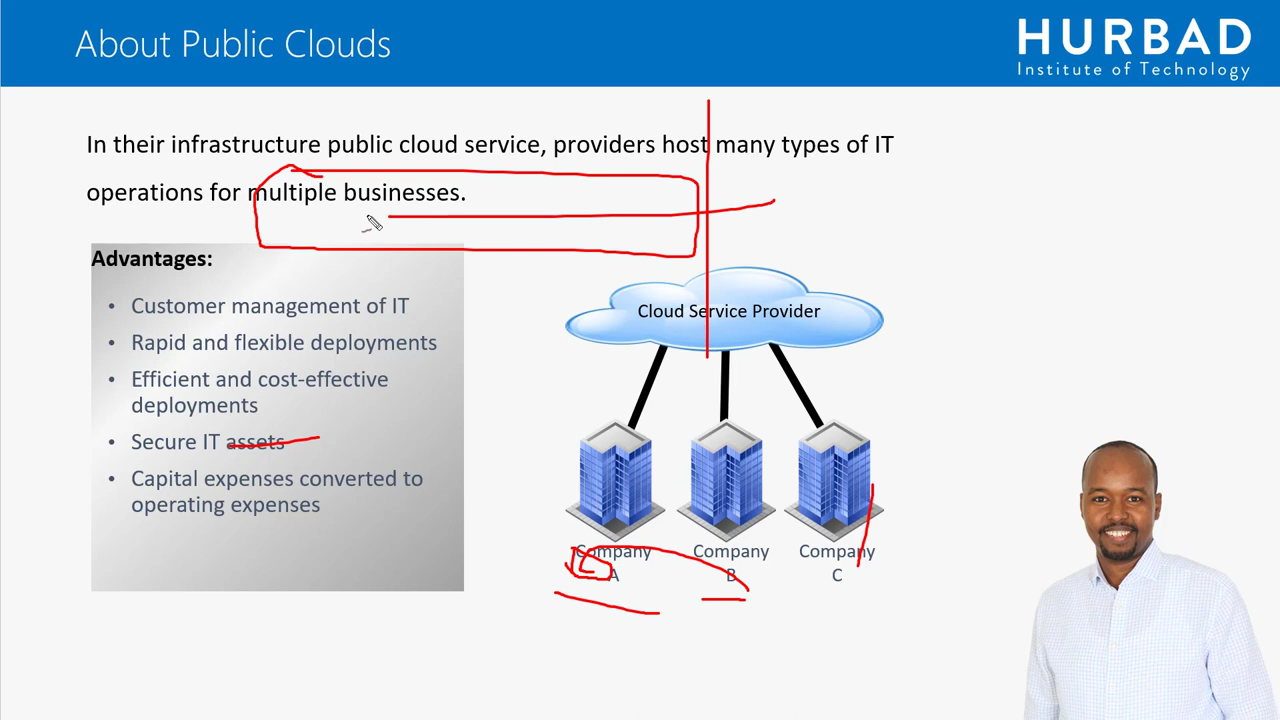 About Public Clouds
HURBAD
Institute of Technology
In their infrastructure public cloud service, providers host many types of IT
operations for multiple businesses.
Advantages:
• Customer management of IT
• Rapid and flexible deployments
• Efficient and cost-effective
deployments
• Secure IT assets
• Capital expenses converted to
operating expenses
Cloud Service Provider
Company
A
Company
B
Company
C